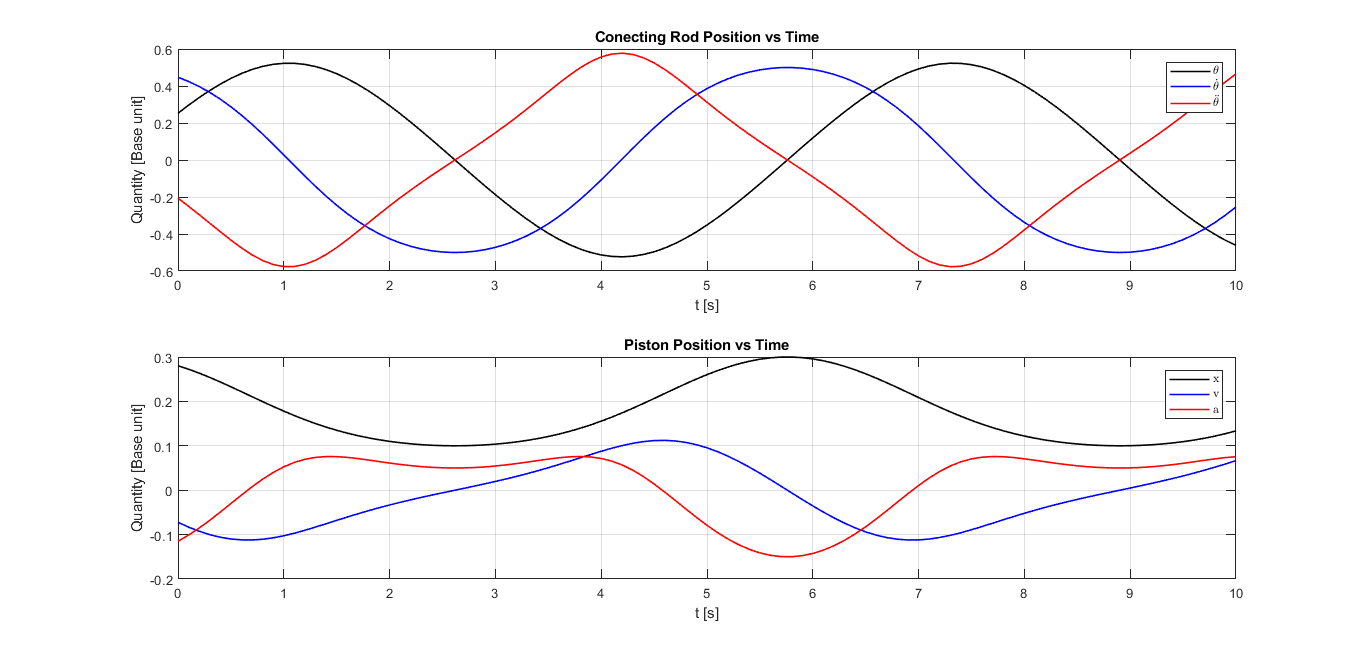 Conecting Rod Position vs Time
Quantity [Base unit]
0.6
0.4
0.2
0
-0.2
-0.4
-0.6
θ
θ̇
θ̈
0 1 2 3 4 5 6 7 8 9 10
t [s]
Piston Position vs Time
Quantity [Base unit]
0.3
0.2
0.1
0
-0.1
-0.2
x
v
a
0 1 2 3 4 5 6 7 8 9 10
t [s]